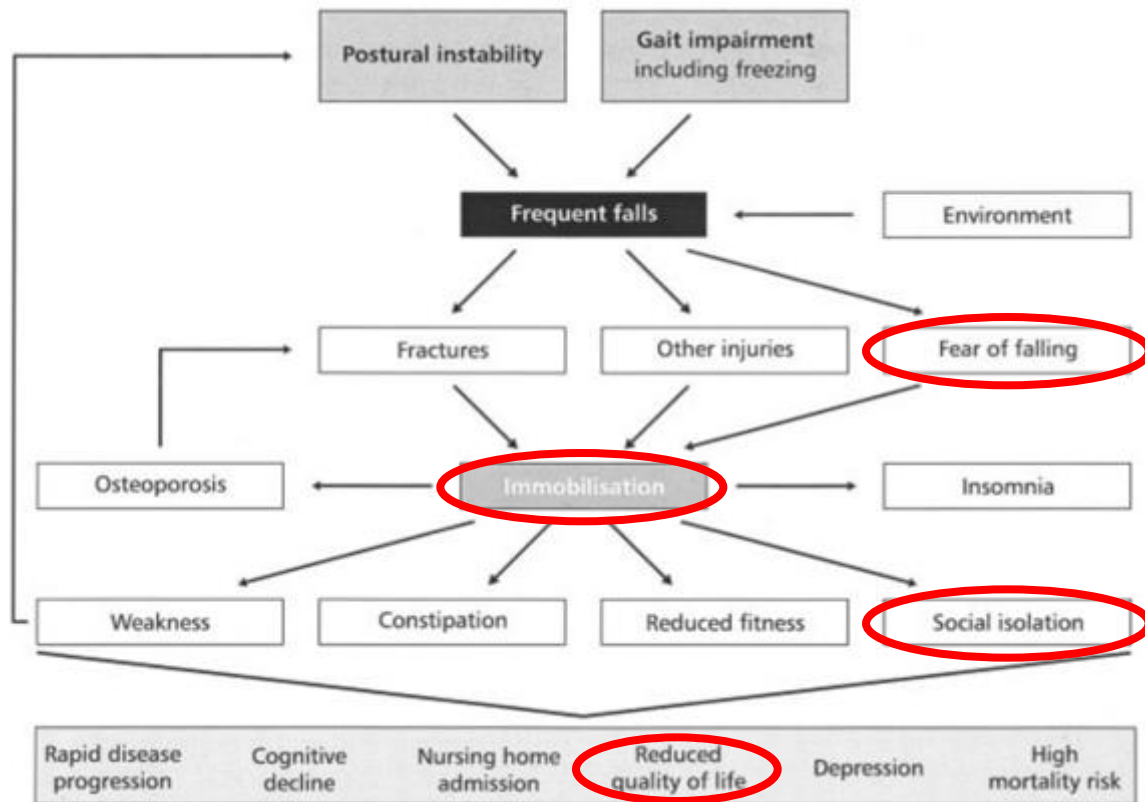 Postural instability
Gait impairment
including freezing
Frequent falls
Environment
Fractures
Other injuries
Fear of falling
Osteoporosis
Immobilisation
Insomnia
Weakness
Constipation
Reduced fitness
Social isolation
Rapid disease
progression
Cognitive
decline
Nursing home
admission
Reduced
quality of life
Depression
High
mortality risk